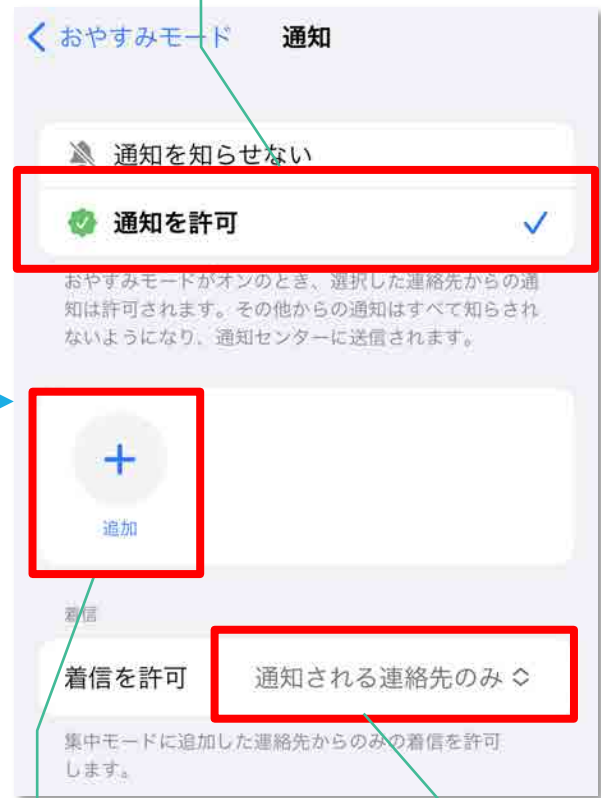 おやすみモード 通知
通知を知らせない
通知を許可
おやすみモードがオンのとき、選択した連絡先からの通
知は許可されます。その他からの通知はすべて知らされ
ないようになり、通知センターに送信されます。
追加
着信
着信を許可 通知される連絡先のみ
集中モードに追加した連絡先からのみの着信を許可
します。